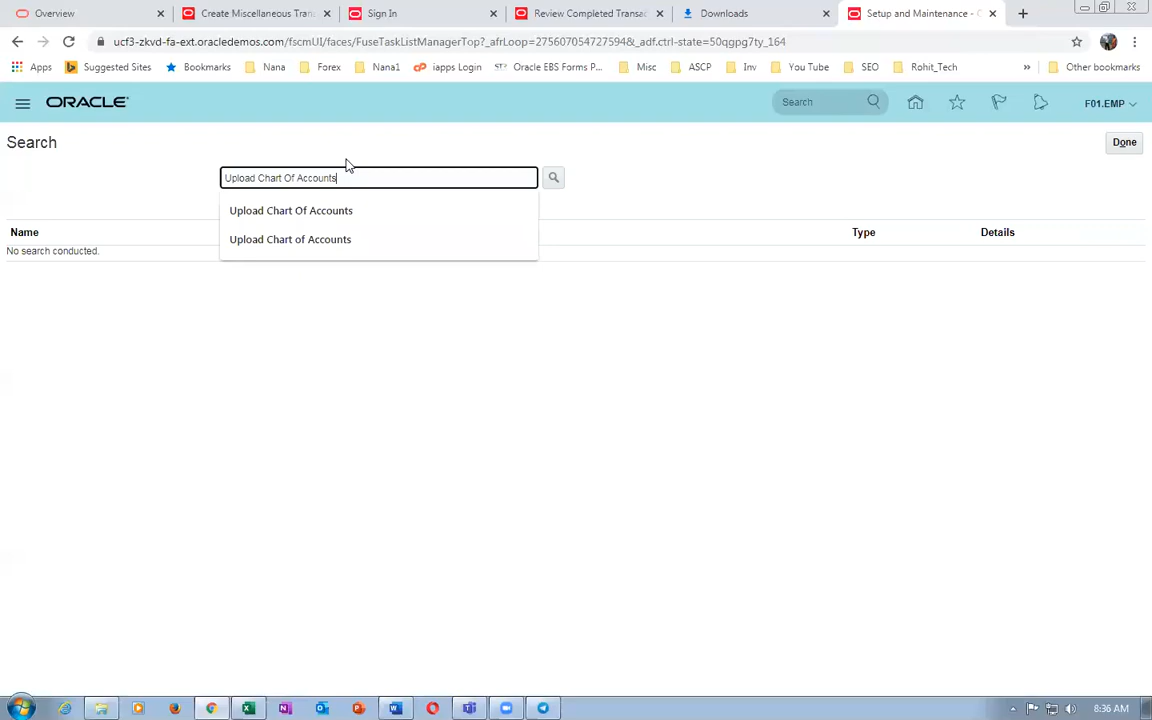 Overview
Create Miscellaneous Tran
Sign In
Review Completed Transac
Downloads
Setup and Maintenance - O
ucf3-zkvd-fa-ext.oracledemos.com/fscmUI/faces/FuseTaskListManagerTop?_afrLoop=27560705472759​4&_adf.ctrl-state=50qgpg7ty_164
Apps
Suggested Sites
Bookmarks
Nana
Forex
Nana1
iapps Login
Oracle EBS Forms P...
Misc
ASCP
Inv
You Tube
SEO
Rohit_Tech
»
Other bookmarks
ORACLE
Search
F01.EMP
Search
Done
Upload Chart Of Accounts
Upload Chart Of Accounts
Upload Chart of Accounts
Name
Type
Details
No search conducted.
8:36 AM